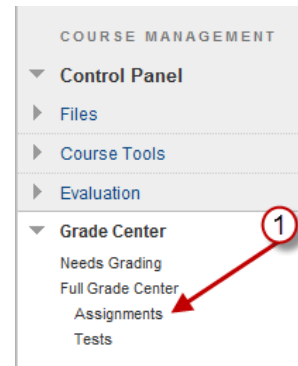 COURSE MANAGEMENT
Control Panel
Files
Course Tools
Evaluation
Grade Center
1
Needs Grading
Full Grade Center
Assignments
Tests